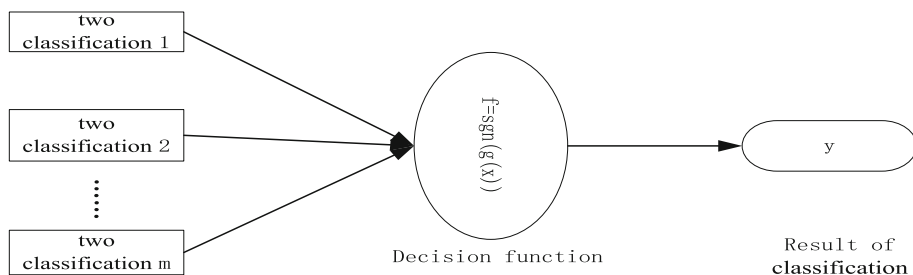 two
classification 1
two
classification 2
two
classification m
f=sgn(g(x))
Decision function
y
Result of
classification